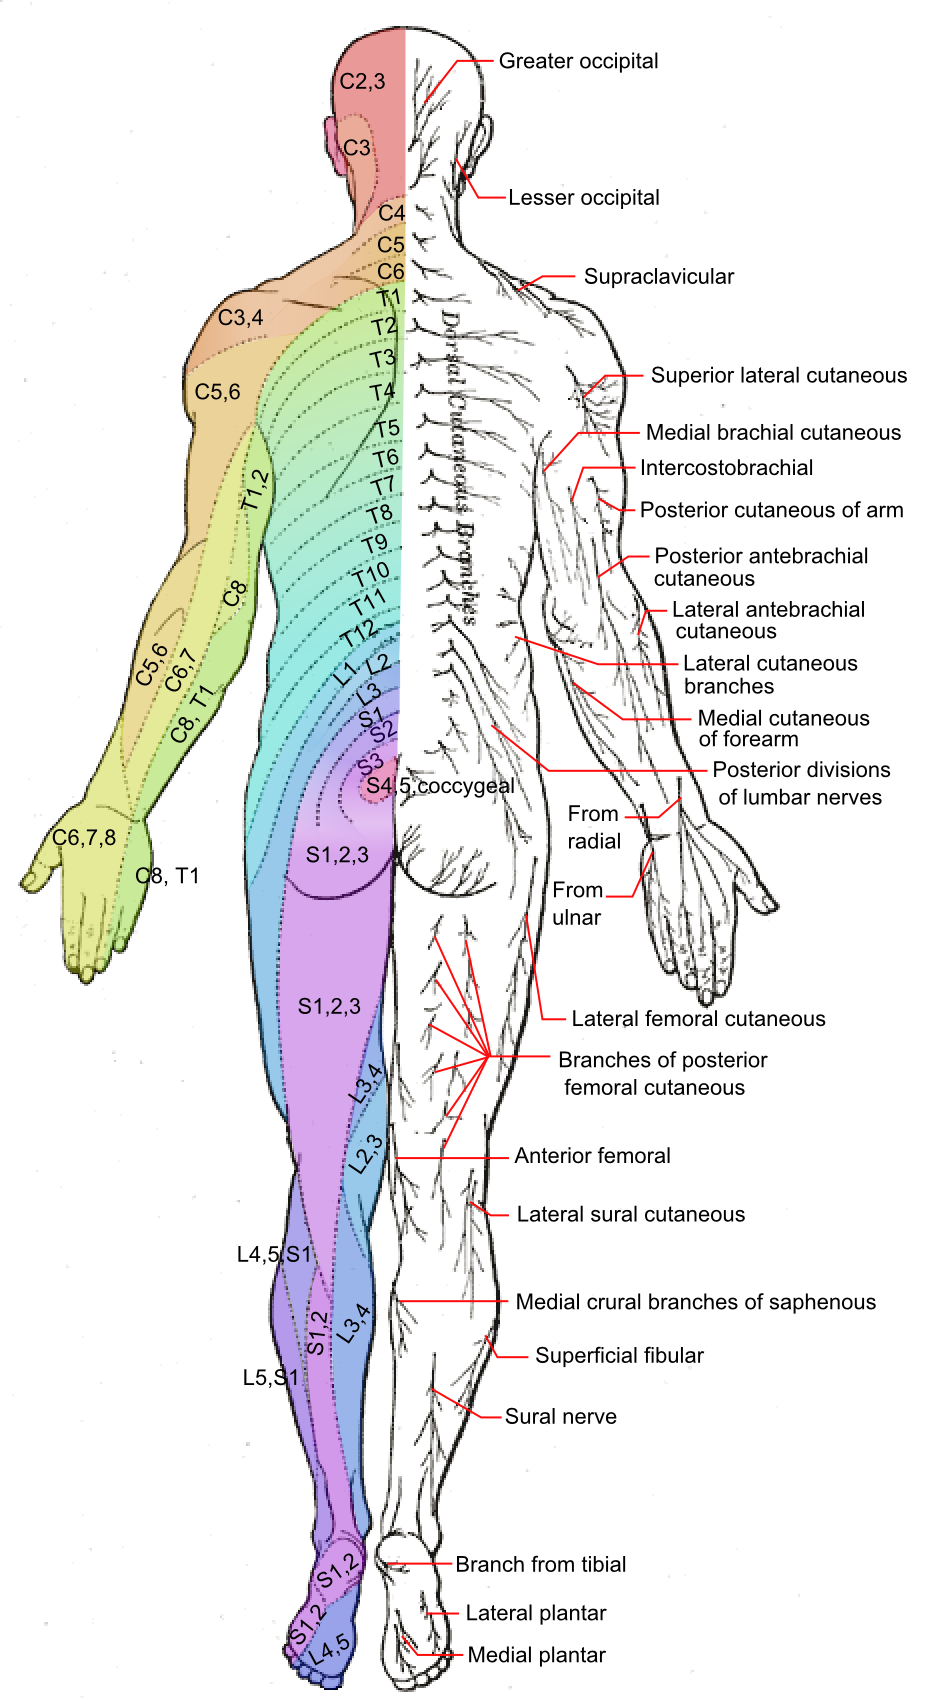 C2,3
C3
C4
C5
C6
T1
T2
T3
T4
T5
T6
T7
T8
T9
T10
T11
T12
L1
L2
L3
S1
S2
S3
S4,5,coccygeal
C3,4
C5,6
T1,2
C8
C5,6
C6,7
C8, T1
C6,7,8
C8, T1
S1,2,3
S1,2,3
L3,4
L2,3
L4,5,S1
S1,2
L3,4
L5,S1
S1,2
S1,2
L4,5
Dorsal Cutaneous Branches
Greater occipital
Lesser occipital
Supraclavicular
Superior lateral cutaneous
Medial brachial cutaneous
Intercostobrachial
Posterior cutaneous of arm
Posterior antebrachial
cutaneous
Lateral antebrachial
cutaneous
Lateral cutaneous
branches
Medial cutaneous
of forearm
Posterior divisions
of lumbar nerves
From
radial
From
ulnar
Lateral femoral cutaneous
Branches of posterior
femoral cutaneous
Anterior femoral
Lateral sural cutaneous
Medial crural branches of saphenous
Superficial fibular
Sural nerve
Branch from tibial
Lateral plantar
Medial plantar